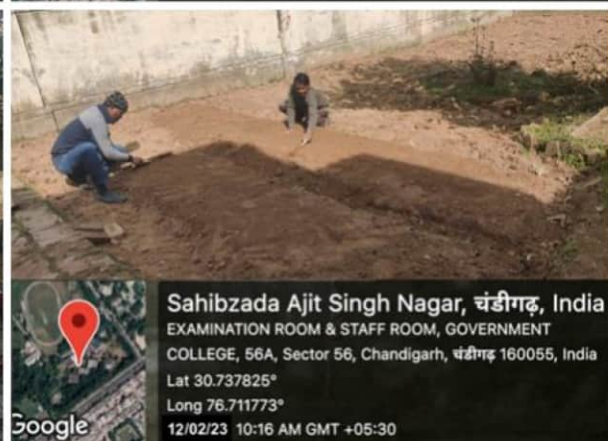 Sahibzada Ajit Singh Nagar, चंडीगढ़, India
EXAMINATION ROOM & STAFF ROOM, GOVERNMENT
COLLEGE, 56A, Sector 56, Chandigarh, चंडीगढ़ 160055, India
Lat 30.737825°
Long 76.711773°
12/02/23 10:16 AM GMT +05:30
Google